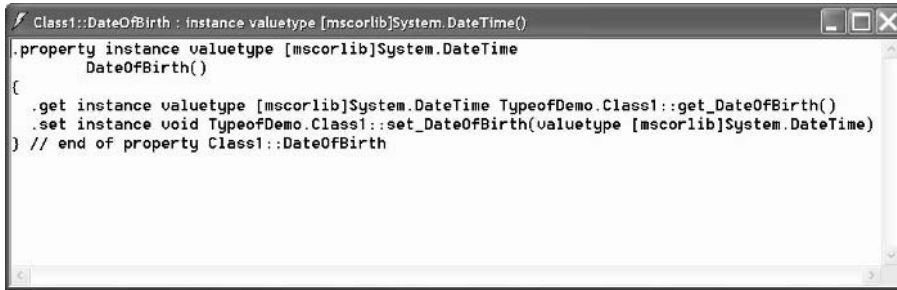 Class1::DateOfBirth : instance valuetype [mscorlib]System.DateTime()
.property instance valuetype [mscorlib]System.DateTime
DateOfBirth()
{
.get instance valuetype [mscorlib]System.DateTime TypeofDemo.Class1::get_DateOfBirth()
.set instance void TypeofDemo.Class1::set_DateOfBirth(valuetype [mscorlib]System.DateTime)
} // end of property Class1::DateOfBirth